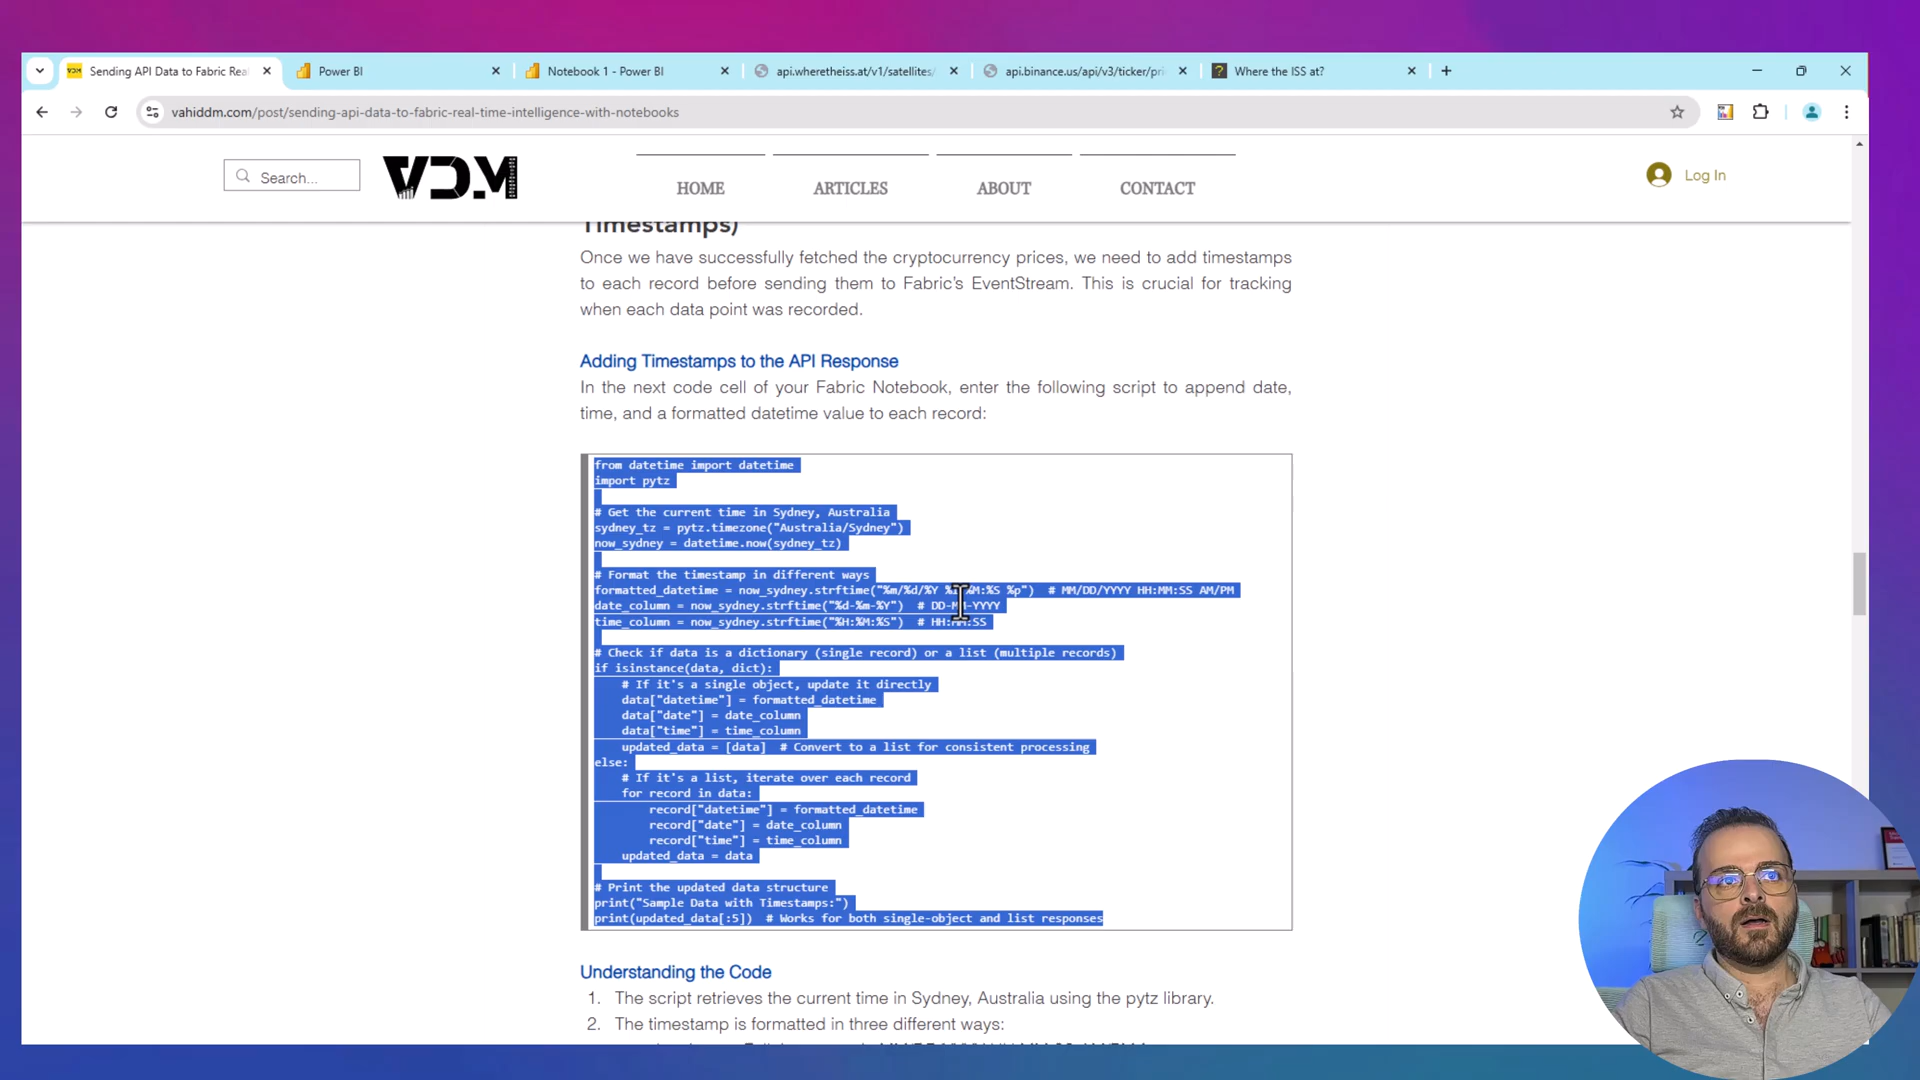 Sending API Data to Fabric Rea
Power BI
Notebook 1 - Power BI
api.wheretheiss.at/v1/satellites/
api.binance.us/api/v3/ticker/pri
Where the ISS at?
vahiddm.com/post/sending-api-data-to-fabric-real-time-intelligence-with-notebooks
Search...
VDM
HOME
ARTICLES
ABOUT
CONTACT
Log In
Timestamps)
Once we have successfully fetched the cryptocurrency prices, we need to add timestamps
to each record before sending them to Fabric's EventStream. This is crucial for tracking
when each data point was recorded.
Adding Timestamps to the API Response
In the next code cell of your Fabric Notebook, enter the following script to append date,
time, and a formatted datetime value to each record:
from datetime import datetime
import pytz
# Get the current time in Sydney, Australia
sydney_tz = pytz.timezone("Australia/Sydney")
now_sydney = datetime.now(sydney_tz)
# Format the timestamp in different ways
formatted_datetime = now_sydney.strftime("%m/%d/%Y %M:%S %p")  # MM/DD/YYYY HH:MM:SS AM/PM
date_column = now_sydney.strftime("%d-%m-%Y")  # DD-MM-YYYY
time_column = now_sydney.strftime("%H:%M:%S")  # HH:MM:SS
# Check if data is a dictionary (single record) or a list (multiple records)
if isinstance(data, dict):
    # If it's a single object, update it directly
    data["datetime"] = formatted_datetime
    data["date"] = date_column
    data["time"] = time_column
    updated_data = [data]  # Convert to a list for consistent processing
else:
    # If it's a list, iterate over each record
    for record in data:
        record["datetime"] = formatted_datetime
        record["date"] = date_column
        record["time"] = time_column
    updated_data = data
# Print the updated data structure
print("Sample Data with Timestamps:")
print(updated_data[:5])  # Works for both single-object and list responses
Understanding the Code
1. The script retrieves the current time in Sydney, Australia using the pytz library.
2. The timestamp is formatted in three different ways: